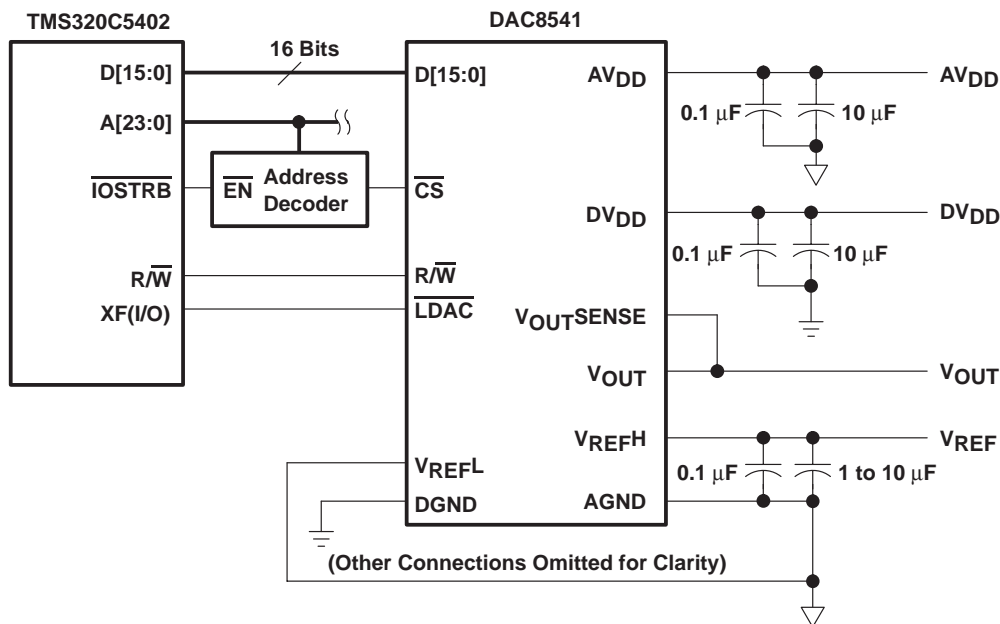 TMS320C5402
DAC8541
16 Bits
D[15:0]
D[15:0]
AVDD
AVDD
0.1 μF
10 μF
A[23:0]
EN Address
Decoder
IOSTRB
CS
DVDD
DVDD
0.1 μF
10 μF
R/W
R/W
XF(I/O)
LDAC
VOUTSENSE
VOUT
VOUT
VREFH
VREF
0.1 μF
1 to 10 μF
VREFL
DGND
AGND
(Other Connections Omitted for Clarity)